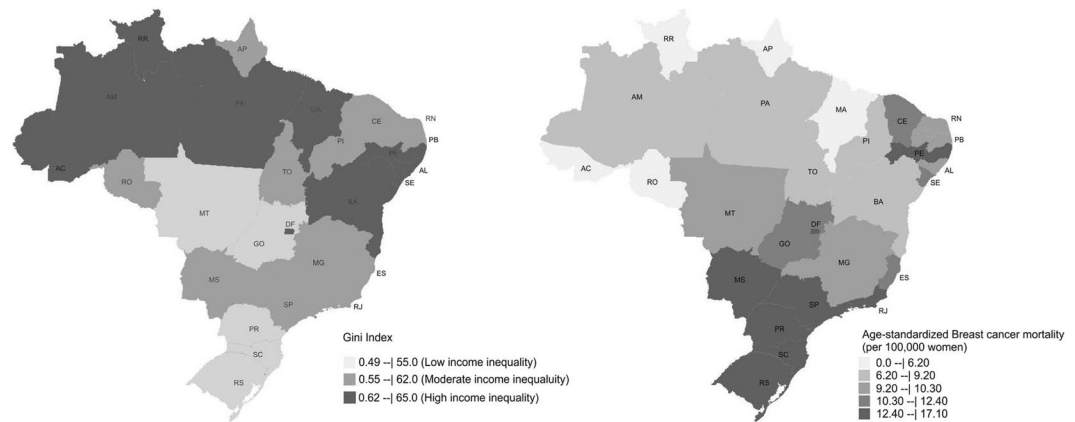 RR
AP
AM
PA
MA
CE
RN
PB
PI
PE
AC
AL
TO
RO
SE
BA
MT
DF
GO
MG
MS
ES
SP
RJ
PR
SC
RS
Gini Index
0.49 --| 55.0 (Low income inequality)
0.55 --| 62.0 (Moderate income inequaluity)
0.62 --| 65.0 (High income inequality)
RR
AP
AM
PA
MA
CE
RN
PB
PI
PE
AC
TO
AL
RO
SE
BA
MT
DF
GO
MG
ES
MS
SP
RJ
PR
SC
RS
Age-standardized Breast cancer mortality
(per 100,000 women)
0.0 --| 6.20
6.20 --| 9.20
9.20 --| 10.30
10.30 --| 12.40
12.40 --| 17.10